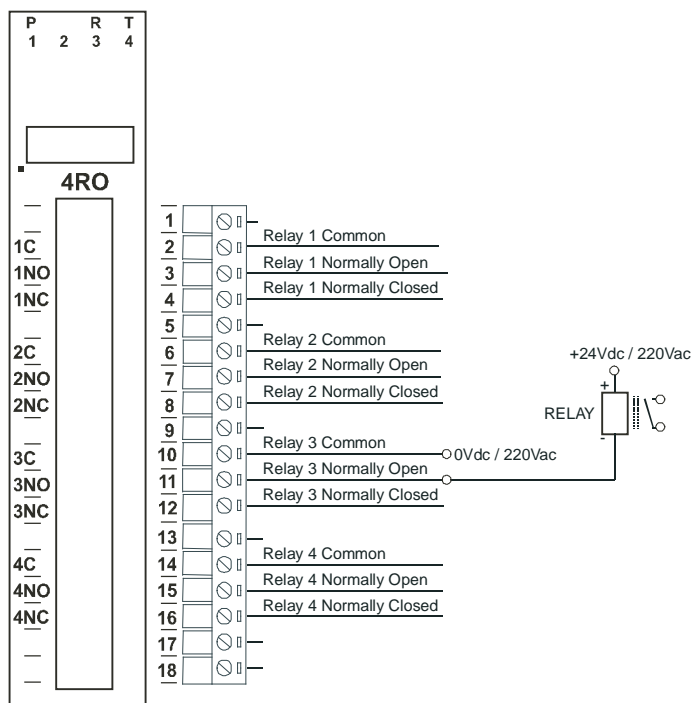 P R T
1 2 3 4
4RO
1
1C 2 Relay 1 Common
1NO 3 Relay 1 Normally Open
1NC 4 Relay 1 Normally Closed
5
2C 6 Relay 2 Common
2NO 7 Relay 2 Normally Open
2NC 8 Relay 2 Normally Closed
9
3C 10 Relay 3 Common
3NO 11 Relay 3 Normally Open
3NC 12 Relay 3 Normally Closed
13
4C 14 Relay 4 Common
4NO 15 Relay 4 Normally Open
4NC 16 Relay 4 Normally Closed
17
18
+24Vdc / 220Vac
+
RELAY
-
0Vdc / 220Vac